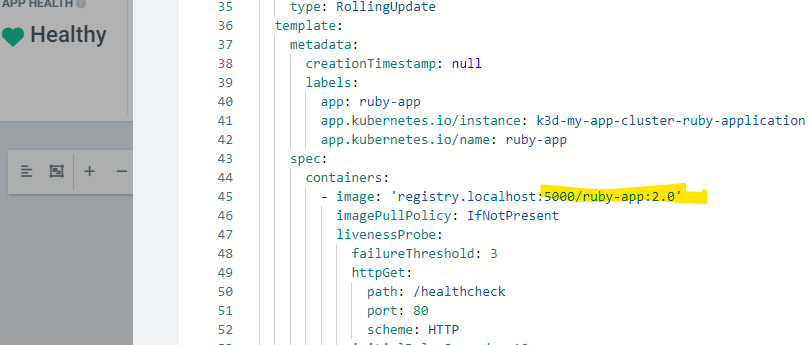 APP HEALTH
Healthy
35 type: RollingUpdate
36 template:
37 metadata:
38 creationTimestamp: null
39 labels:
40 app: ruby-app
41 app.kubernetes.io/instance: k3d-my-app-cluster-ruby-application
42 app.kubernetes.io/name: ruby-app
43 spec:
44 containers:
45 - image: 'registry.localhost:5000/ruby-app:2.0'
46 imagePullPolicy: IfNotPresent
47 livenessProbe:
48 failureThreshold: 3
49 httpGet:
50 path: /healthcheck
51 port: 80
52 scheme: HTTP